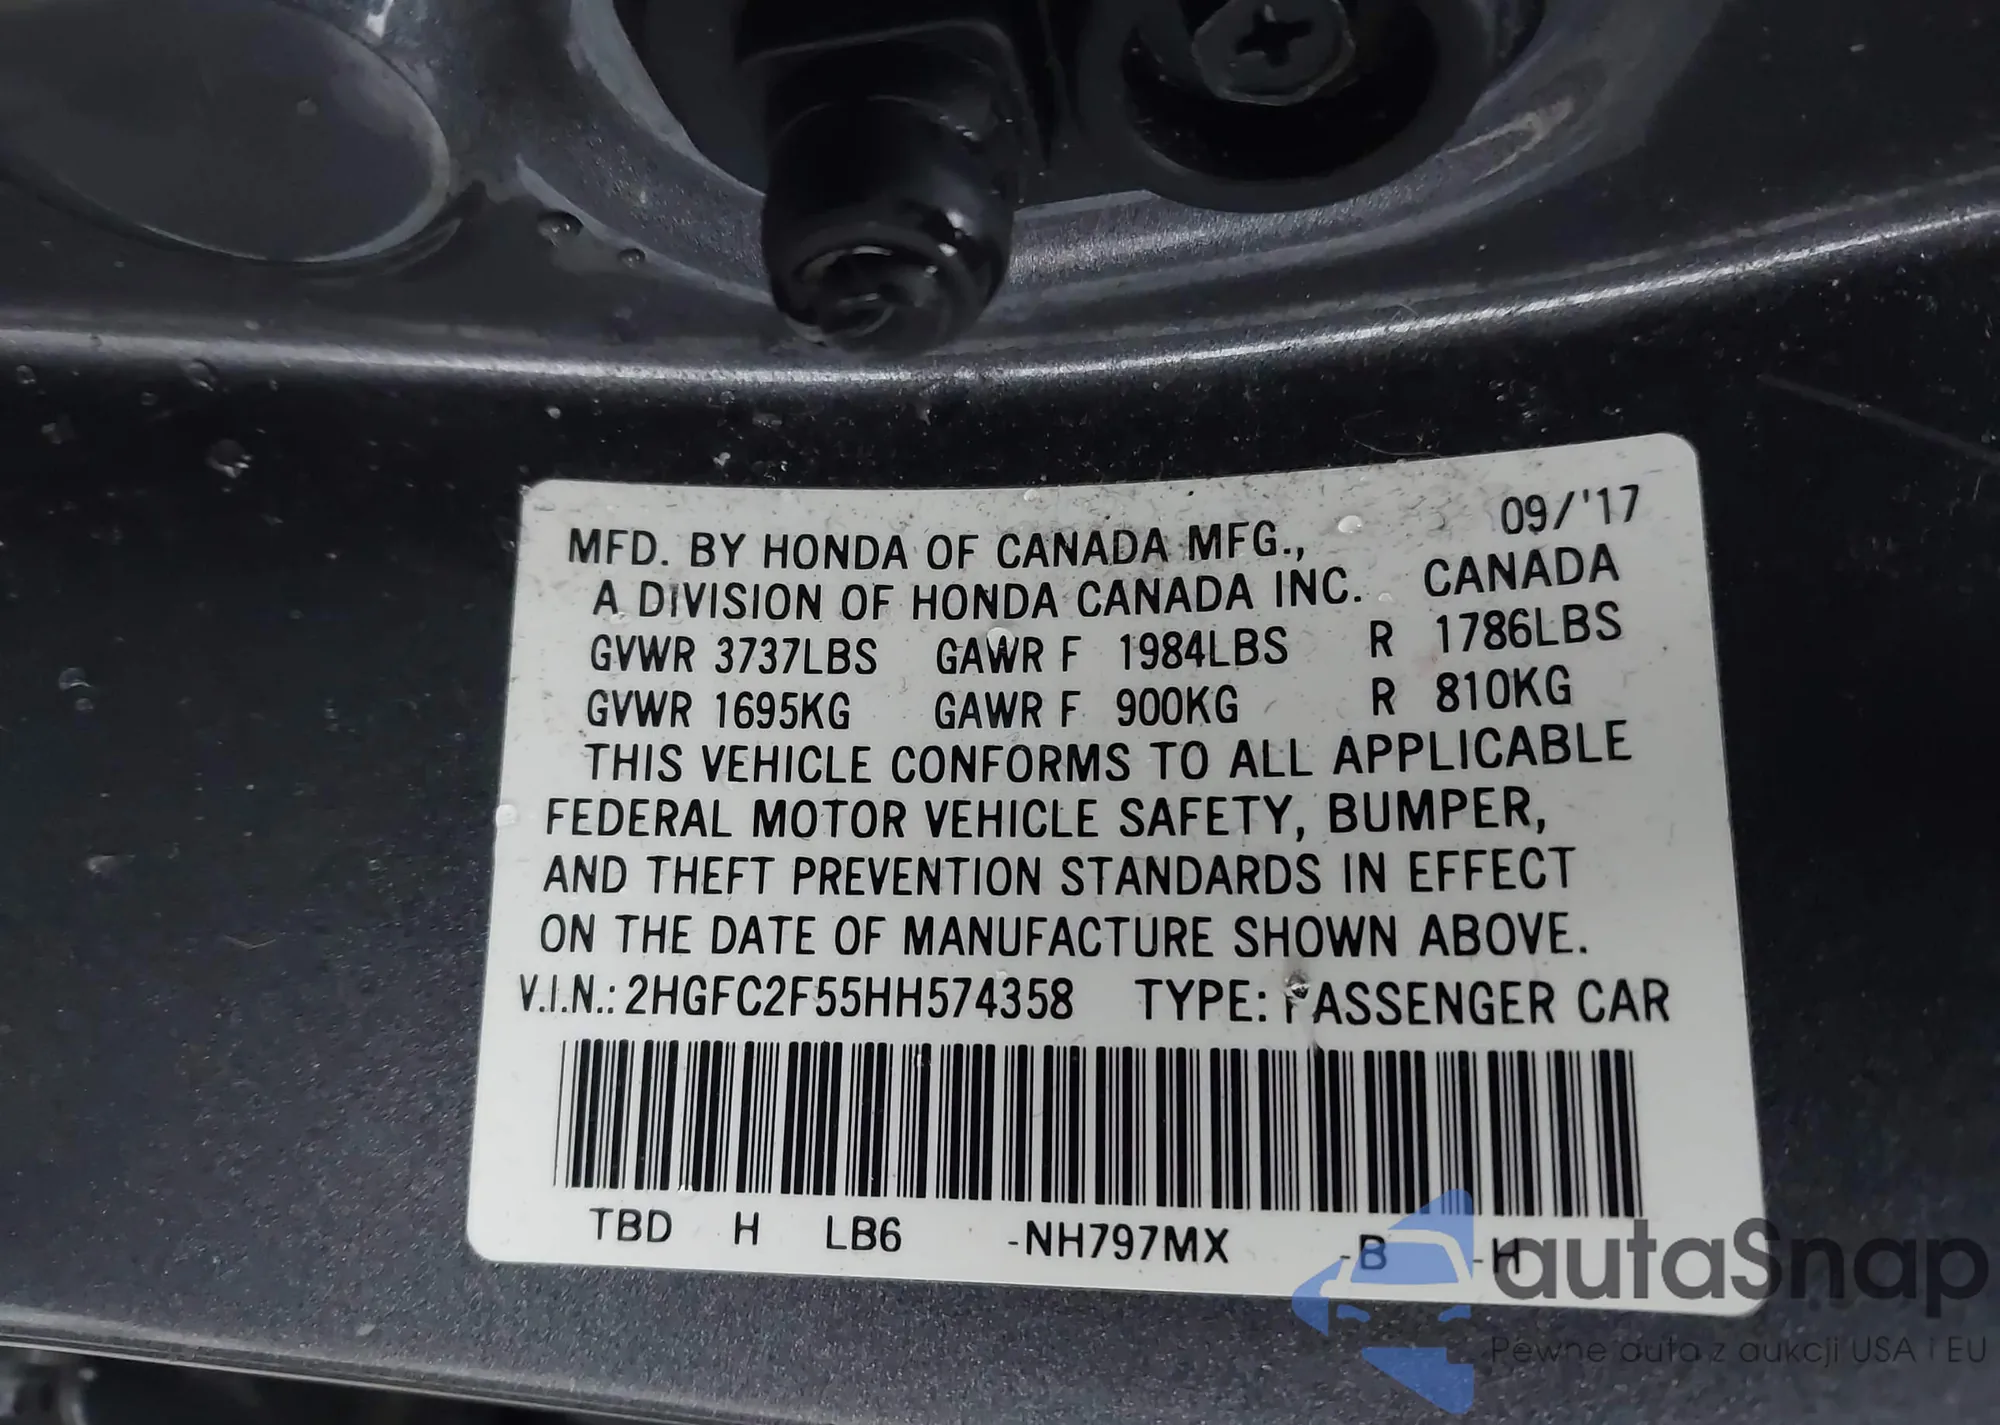 09/'17
MFD. BY HONDA OF CANADA MFG.,
A DIVISION OF HONDA CANADA INC. CANADA
GVWR 3737LBS GAWR F 1984LBS R 1786LBS
GVWR 1695KG GAWR F 900KG R 810KG
THIS VEHICLE CONFORMS TO ALL APPLICABLE
FEDERAL MOTOR VEHICLE SAFETY, BUMPER,
AND THEFT PREVENTION STANDARDS IN EFFECT
ON THE DATE OF MANUFACTURE SHOWN ABOVE.
V.I.N.: 2HGFC2F55HH574358 TYPE: PASSENGER CAR
TBD H LB6 -NH797MX -B -H
autaSnap
Pewne auta z aukcji USA i EU